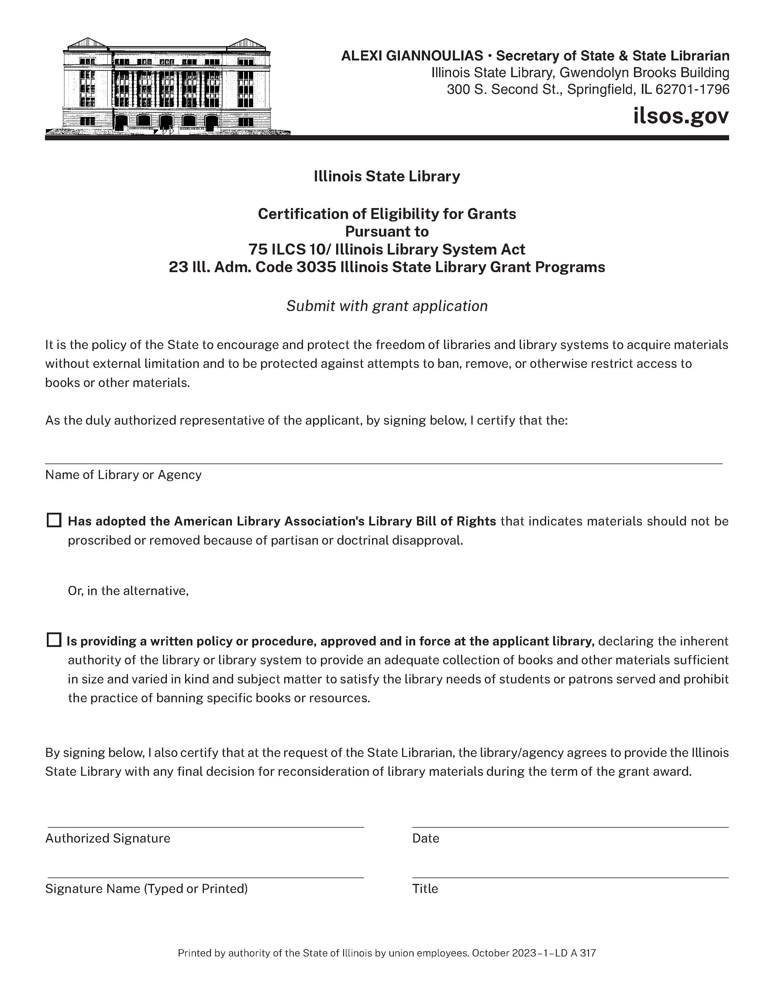 ALEXI GIANNOULIAS • Secretary of State & State Librarian
Illinois State Library, Gwendolyn Brooks Building
300 S. Second St., Springfield, IL 62701-1796
ilsos.gov
Illinois State Library
Certification of Eligibility for Grants
Pursuant to
75 ILCS 10/ Illinois Library System Act
23 Ill. Adm. Code 3035 Illinois State Library Grant Programs
Submit with grant application
It is the policy of the State to encourage and protect the freedom of libraries and library systems to acquire materials
without external limitation and to be protected against attempts to ban, remove, or otherwise restrict access to
books or other materials.
As the duly authorized representative of the applicant, by signing below, I certify that the:
Name of Library or Agency
Has adopted the American Library Association's Library Bill of Rights that indicates materials should not be
proscribed or removed because of partisan or doctrinal disapproval.
Or, in the alternative,
Is providing a written policy or procedure, approved and in force at the applicant library, declaring the inherent
authority of the library or library system to provide an adequate collection of books and other materials sufficient
in size and varied in kind and subject matter to satisfy the library needs of students or patrons served and prohibit
the practice of banning specific books or resources.
By signing below, I also certify that at the request of the State Librarian, the library/agency agrees to provide the Illinois
State Library with any final decision for reconsideration of library materials during the term of the grant award.
Authorized Signature
Date
Signature Name (Typed or Printed)
Title
Printed by authority of the State of Illinois by union employees. October 2023–1–LD A 317